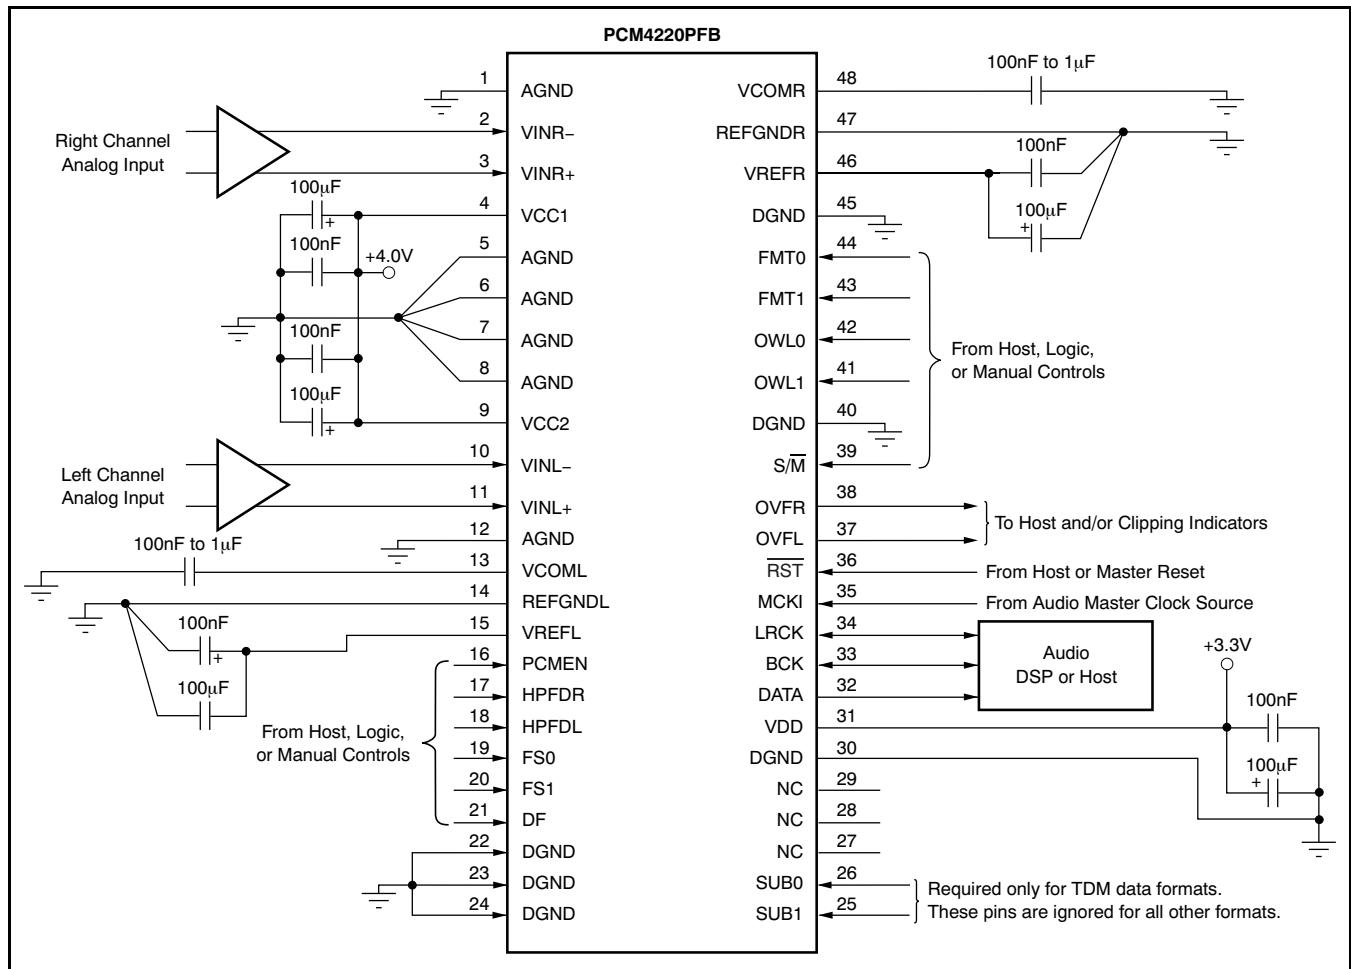 PCM4220PFB
Right Channel
Analog Input
100μF
+
100nF
+4.0V
100nF
100μF
+
Left Channel
Analog Input
100nF to 1μF
100nF
+
100μF
From Host, Logic,
or Manual Controls
1 AGND
2 VINR−
3 VINR+
4 VCC1
5 AGND
6 AGND
7 AGND
8 AGND
9 VCC2
10 VINL−
11 VINL+
12 AGND
13 VCOML
14 REFGNDL
15 VREFL
16 PCMEN
17 HPFDR
18 HPFDL
19 FS0
20 FS1
21 DF
22 DGND
23 DGND
24 DGND
VCOMR 48
REFGNDR 47
VREFR 46
DGND 45
FMT0 44
FMT1 43
OWL0 42
OWL1 41
DGND 40
S/M̅ 39
OVFR 38
OVFL 37
R̅S̅T̅ 36
MCKI 35
LRCK 34
BCK 33
DATA 32
VDD 31
DGND 30
NC 29
NC 28
NC 27
SUB0 26
SUB1 25
100nF to 1μF
100nF
100μF
+
From Host, Logic,
or Manual Controls
To Host and/or Clipping Indicators
From Host or Master Reset
From Audio Master Clock Source
Audio
DSP or Host
+3.3V
100nF
100μF
+
Required only for TDM data formats.
These pins are ignored for all other formats.